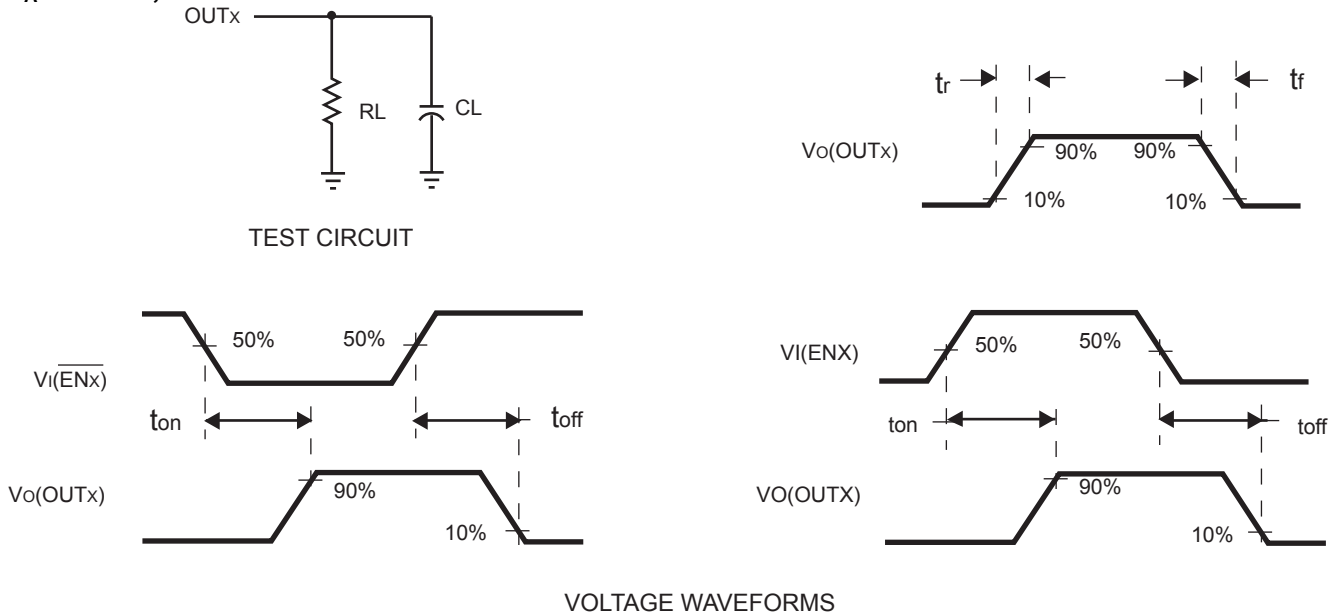 OUTx
RL
CL
TEST CIRCUIT
tr
tf
VO(OUTx)
90%
90%
10%
10%
VI(ENx)
50%
50%
ton
toff
VO(OUTx)
90%
10%
VI(ENX)
50%
50%
ton
toff
VO(OUTX)
90%
10%
VOLTAGE WAVEFORMS